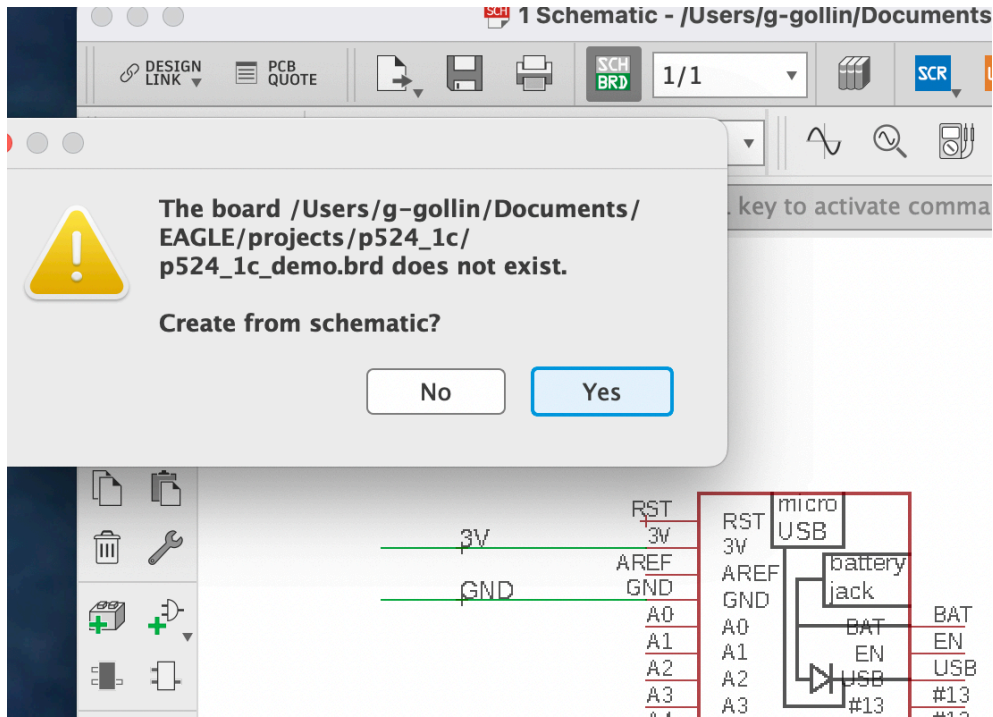 SCH 1 Schematic - /Users/g-gollin/Documents
DESIGN LINK
PCB QUOTE
SCH BRD
1/1
SCR
key to activate comma
The board /Users/g-gollin/Documents/
EAGLE/projects/p524_1c/
p524_1c_demo.brd does not exist.
Create from schematic?
No
Yes
3V
GND
RST
3V
AREF
GND
A0
A1
A2
A3
RST
3V
AREF
GND
A0
A1
A2
A3
micro
USB
battery
jack
BAT
EN
USB
#13
BAT
EN
USB
#13